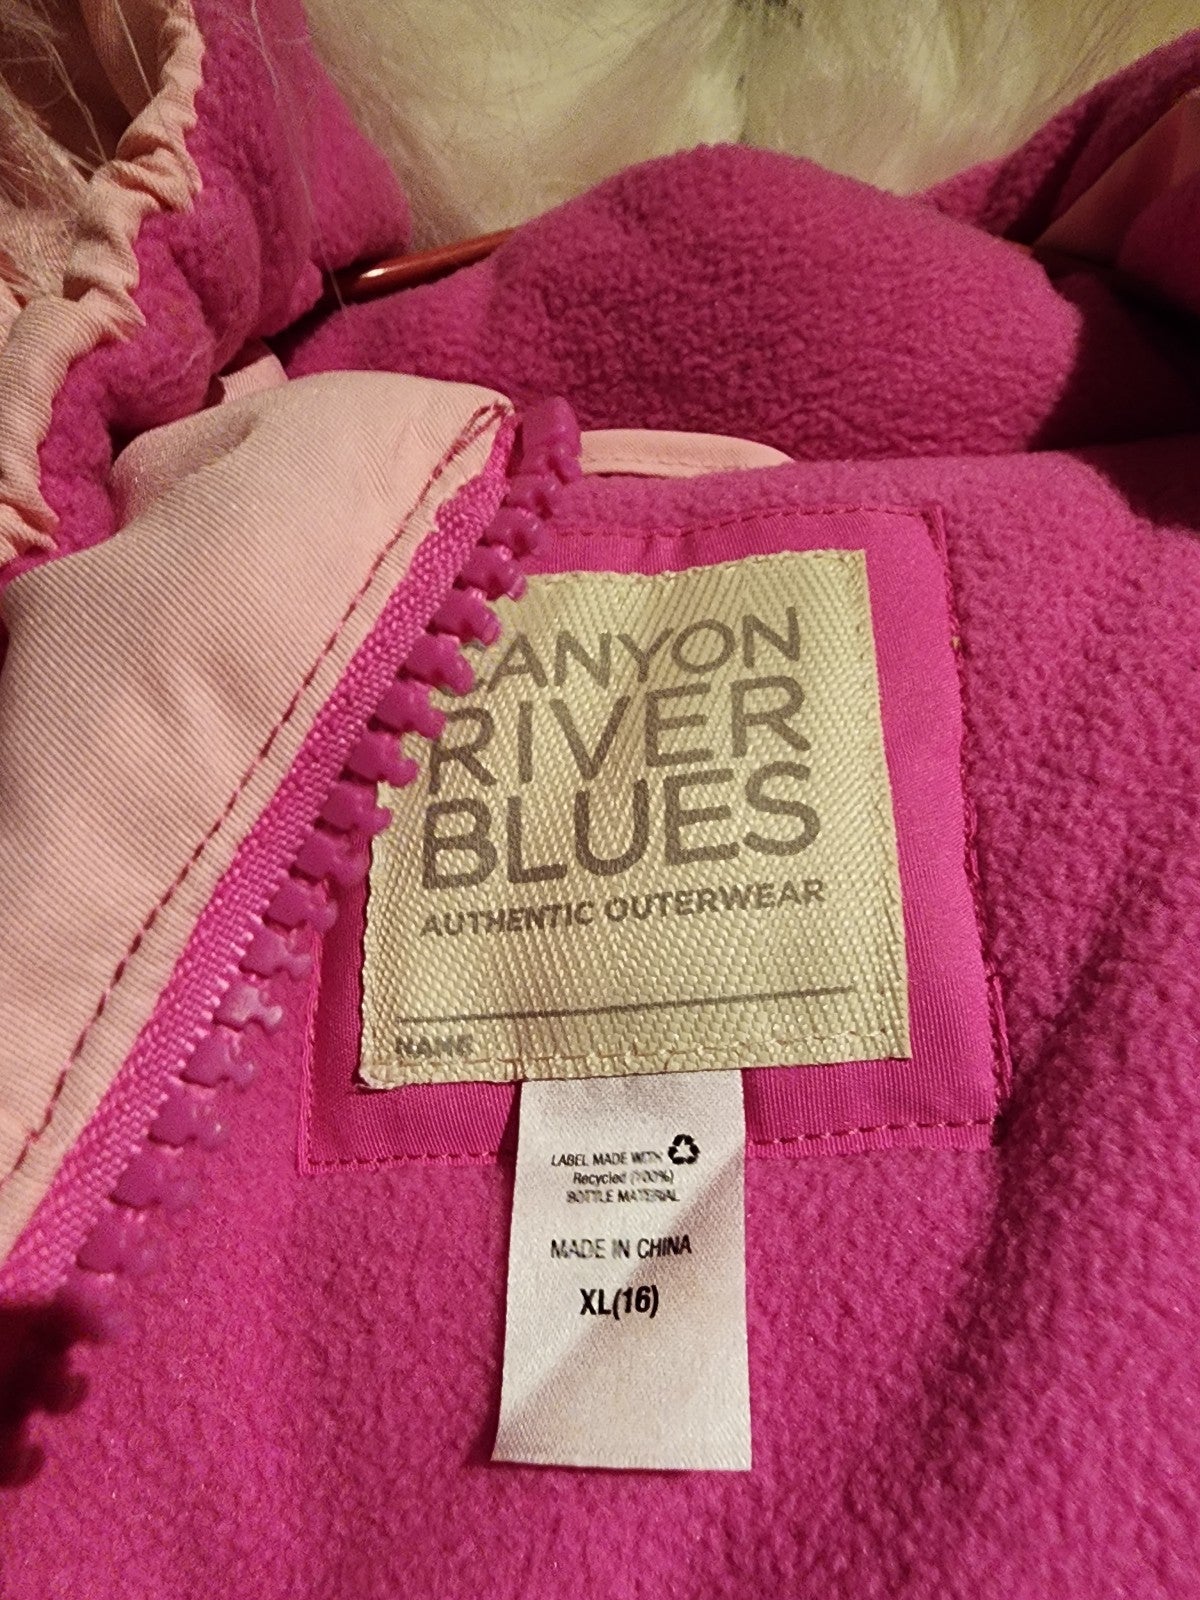 CANYON
RIVER
BLUES
AUTHENTIC OUTERWEAR
NAME
LABEL MADE WITH
Recycled (100%)
BOTTLE MATERIAL
MADE IN CHINA
XL(16)